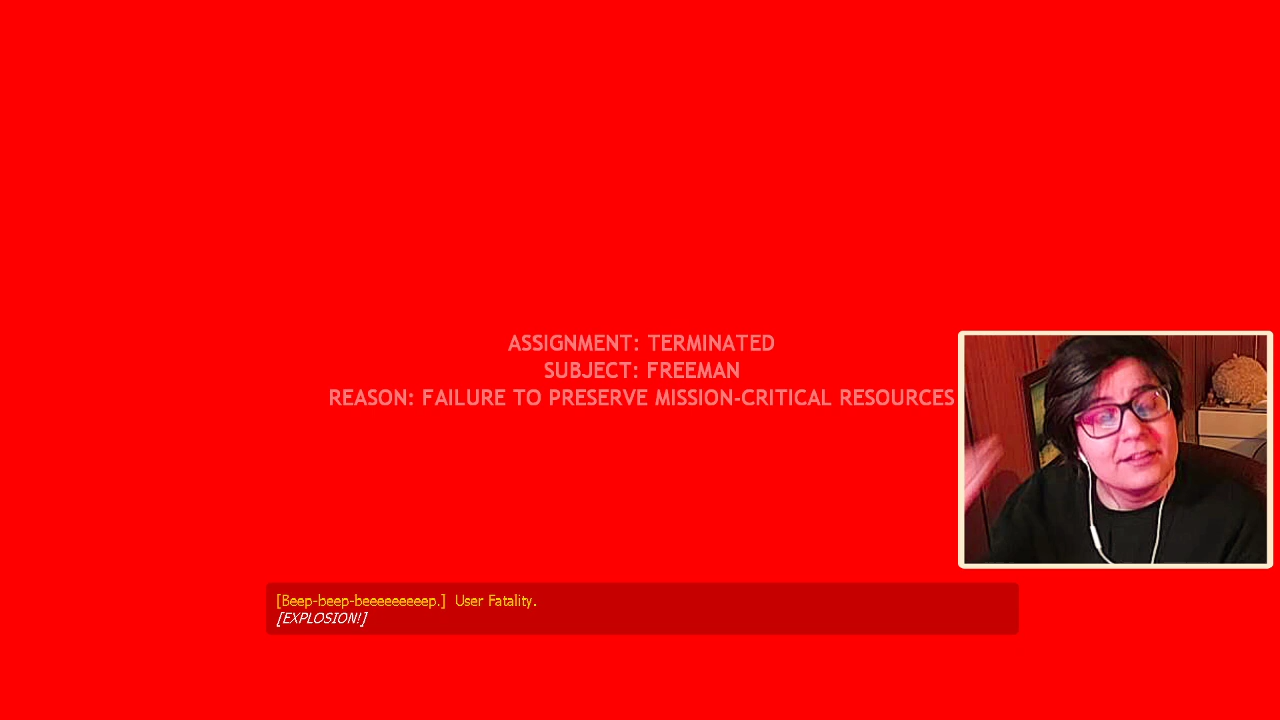 ASSIGNMENT: TERMINATED
SUBJECT: FREEMAN
REASON: FAILURE TO PRESERVE MISSION-CRITICAL RESOURCES
[Beep-beep-beeeeeeeeep.] User Fatality.
[EXPLOSION!]